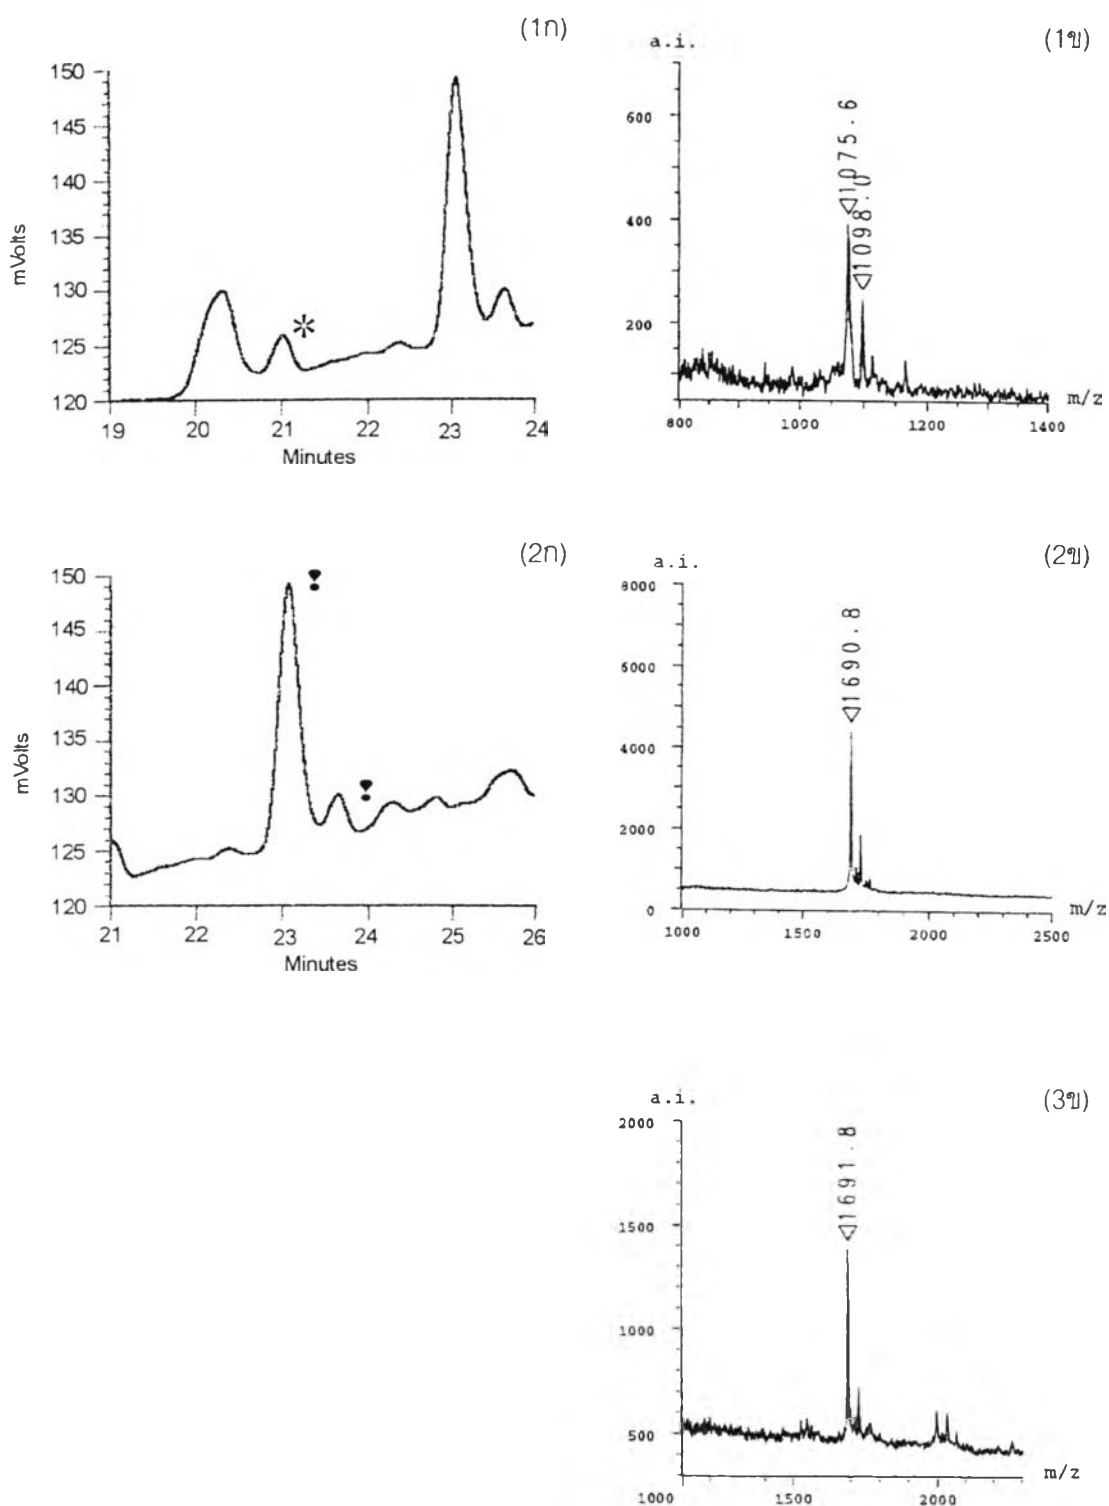 (1ก)
150
145
140
135
130
125
120
mVolts
19 20 21 22 23 24
Minutes
(1ข)
a.i.
600
400
200
1075.6
1098.0
800 1000 1200 1400
m/z
(2ก)
150
145
140
135
130
125
120
mVolts
21 22 23 24 25 26
Minutes
(2ข)
a.i.
8000
6000
4000
2000
0
1690.8
1000 1500 2000 2500
m/z
(3ข)
a.i.
2000
1500
1000
500
1691.8
1000 1500 2000
m/z